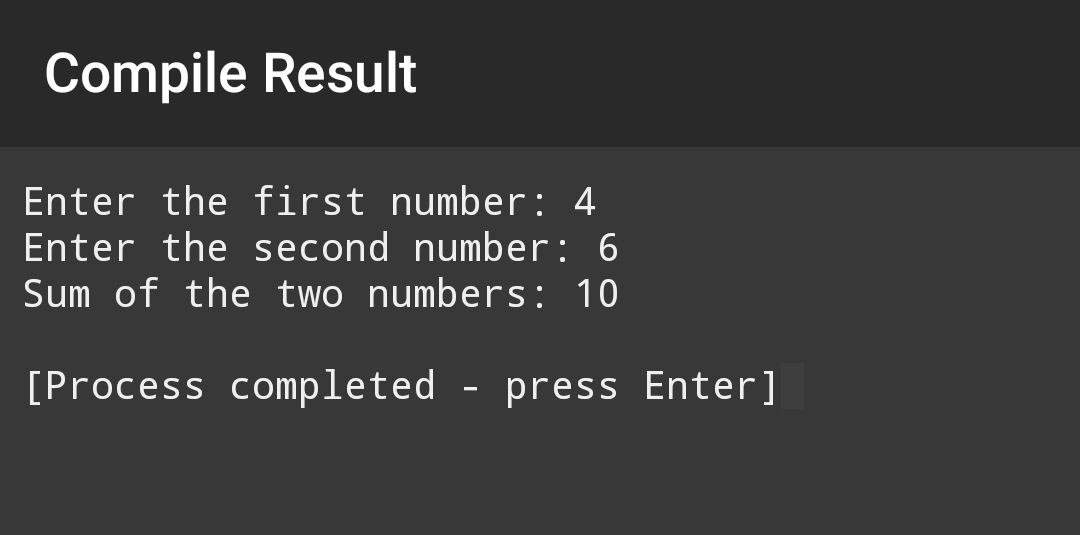 Compile Result
Enter the first number: 4
Enter the second number: 6
Sum of the two numbers: 10
[Process completed - press Enter]